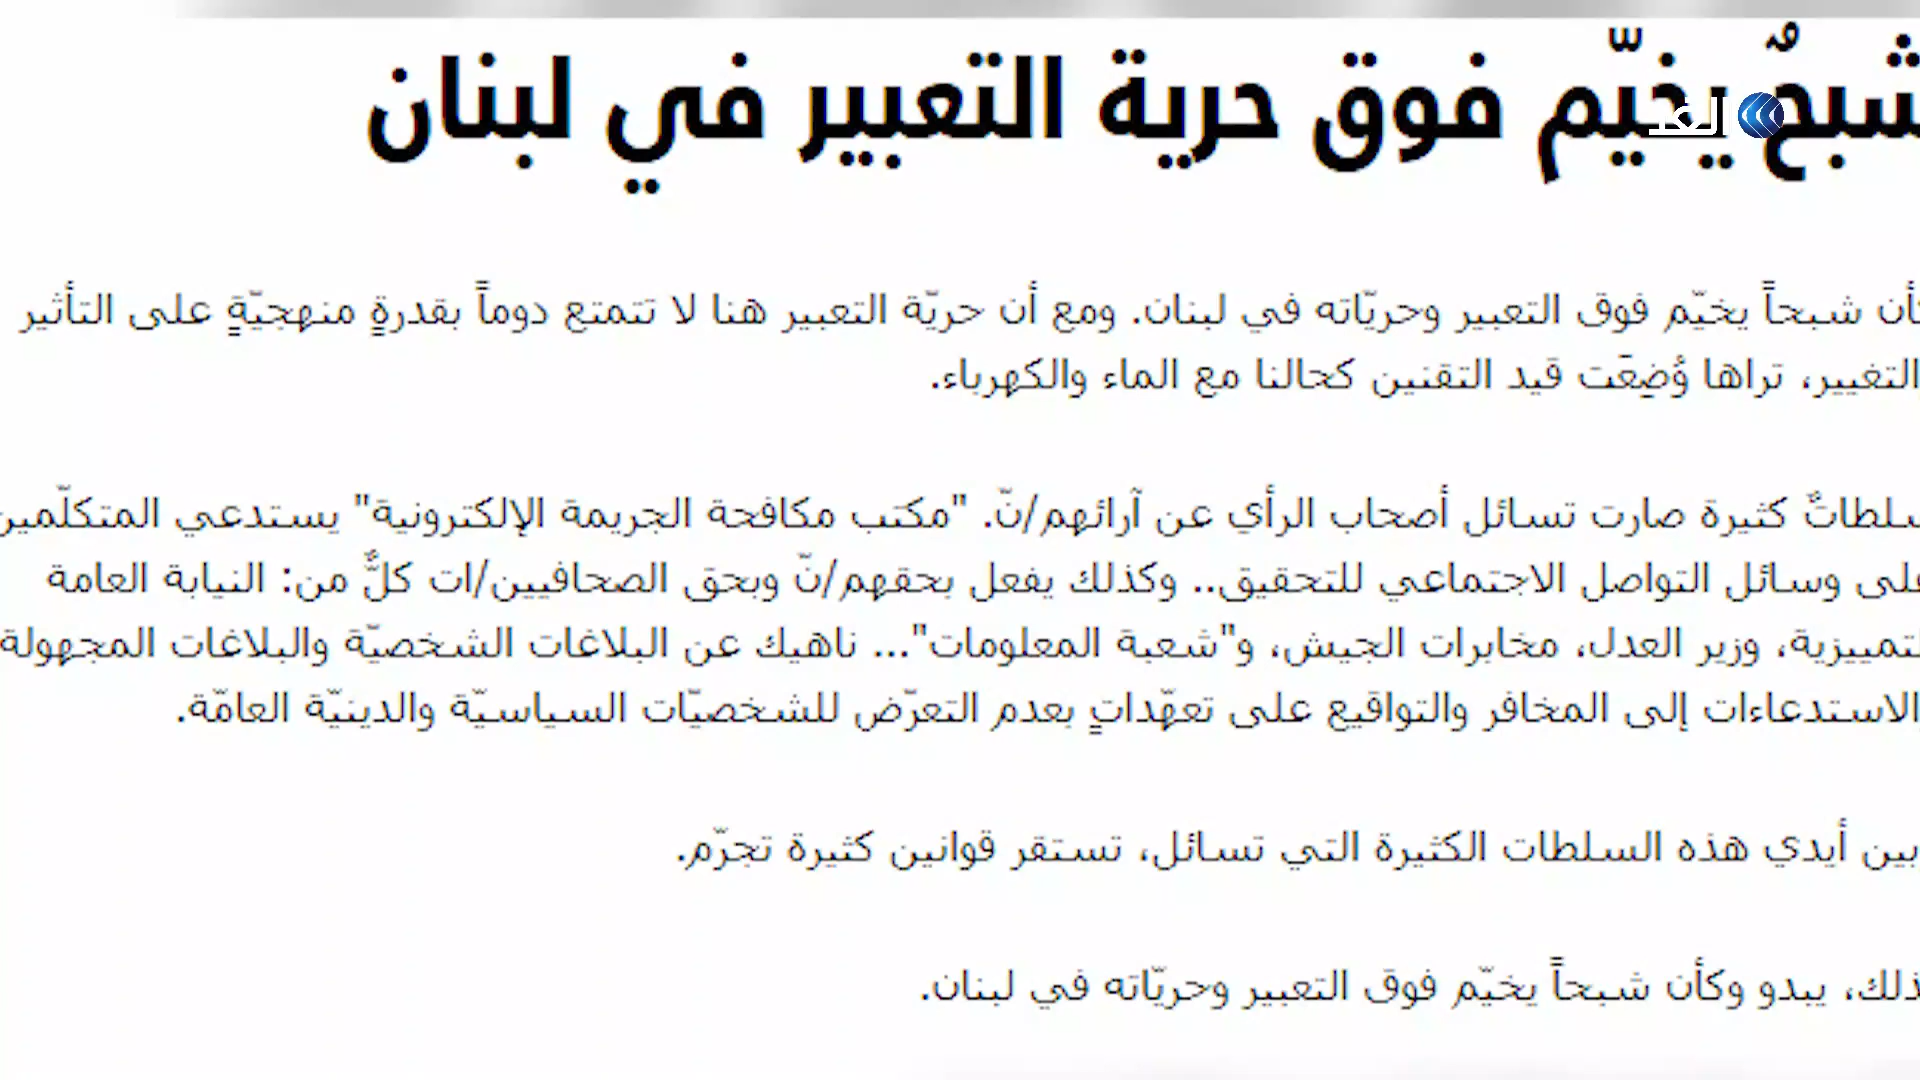 شبحٌ يخيّم فوق حرية التعبير في لبنان
الغد
كأن شبحاً يخيّم فوق التعبير وحريّاته في لبنان. ومع أن حريّة التعبير هنا لا تتمتع دوماً بقدرةٍ منهجيّةٍ على التأثير
التغيير، تراها وُضِعَت قيد التقنين كحالنا مع الماء والكهرباء.
سلطاتٌ كثيرة صارت تسائل أصحاب الرأي عن آرائهم/نّ. "مكتب مكافحة الجريمة الإلكترونية" يستدعي المتكلّمين
على وسائل التواصل الاجتماعي للتحقيق.. وكذلك يفعل بحقهم/نّ وبحق الصحافيين/ات كلٌّ من: النيابة العامة
لتمييزية، وزير العدل، مخابرات الجيش، و"شعبة المعلومات"... ناهيك عن البلاغات الشخصيّة والبلاغات المجهولة
الاستدعاءات إلى المخافر والتواقيع على تعهّداتٍ بعدم التعرّض للشخصيّات السياسيّة والدينيّة العامّة.
بين أيدي هذه السلطات الكثيرة التي تسائل، تستقر قوانين كثيرة تجرّم.
ذلك، يبدو وكأن شبحاً يخيّم فوق التعبير وحريّاته في لبنان.